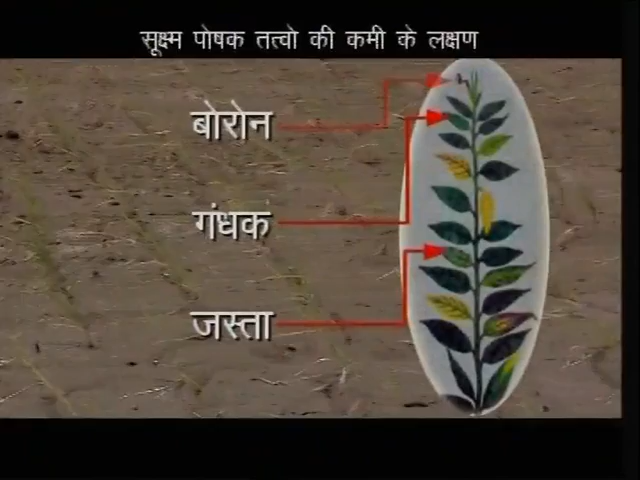 सूक्ष्म पोषक तत्वो की कमी के लक्षण
बोरोन
गंधक
जस्ता